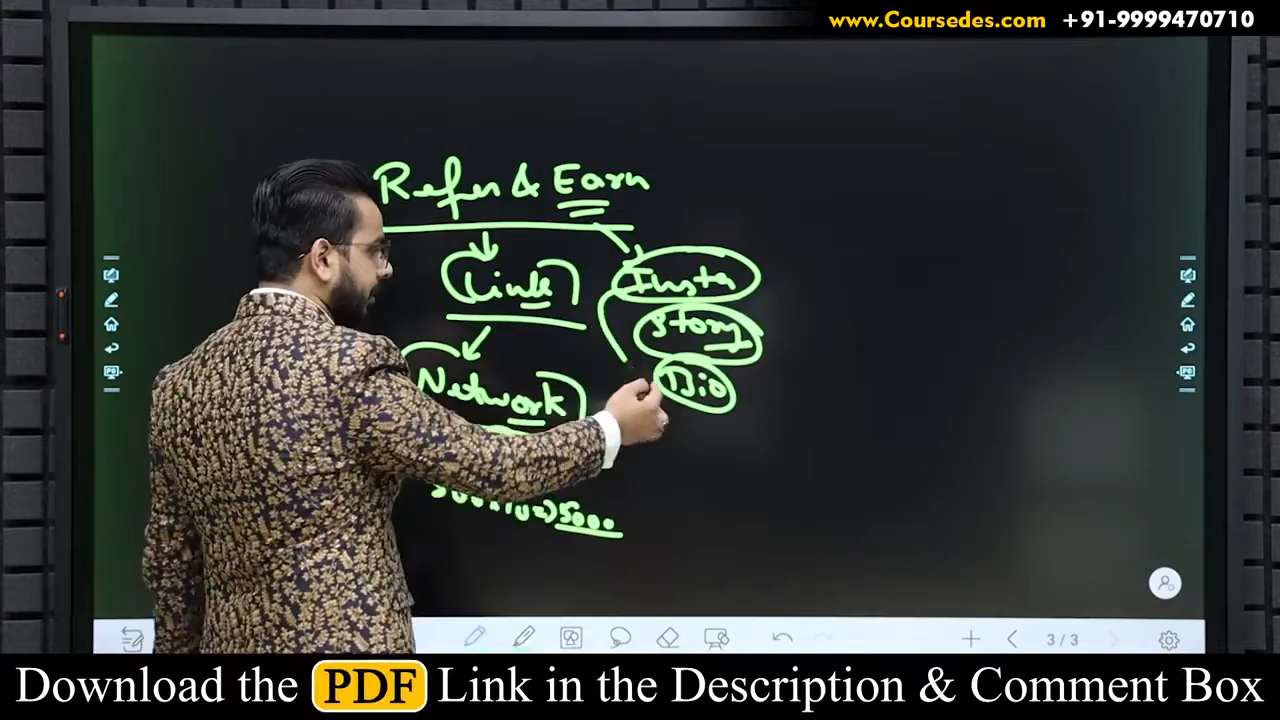 www.Coursedes.com +91-9999470710
Refer & Earn
Link
Insta
Story
Bio
Network
500x10=)5000
3/3
Download the PDF Link in the Description & Comment Box